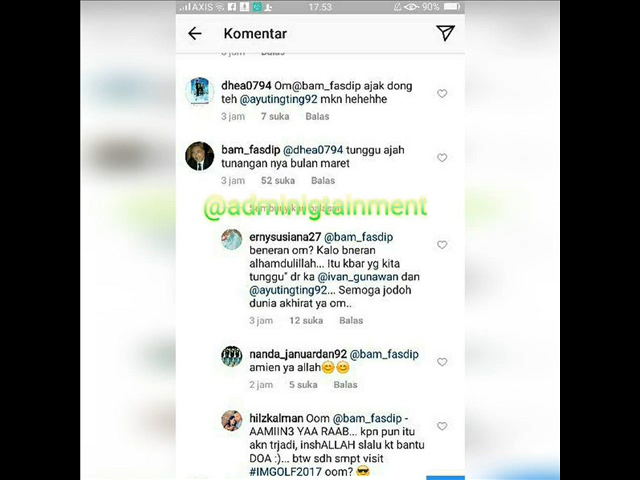 AXIS
17.53
90%
Komentar
3 jam Balas
dhea0794 Om@bam_fasdip ajak dong
teh @ayutingting92 mkn hehehhe
3 jam 7 suka Balas
bam_fasdip @dhea0794 tunggu ajah
tunangan nya bulan maret
3 jam 52 suka Balas
@adminigtainment
ernysusiana27 @bam_fasdip
beneran om? Kalo bneran
alhamdulillah... Itu kbar yg kita
tunggu" dr ka @ivan_gunawan dan
@ayutingting92... Semoga jodoh
dunia akhirat ya om..
3 jam 12 suka Balas
nanda_januardan92 @bam_fasdip
amien ya allah😊😊
2 jam 5 suka Balas
hilzkalman Oom @bam_fasdip -
AAMIIN3 YAA RAAB... kpn pun itu
akn trjadi, inshALLAH slalu kt bantu
DOA :)... btw sdh smpt visit
#IMGOLF2017 oom? 😎